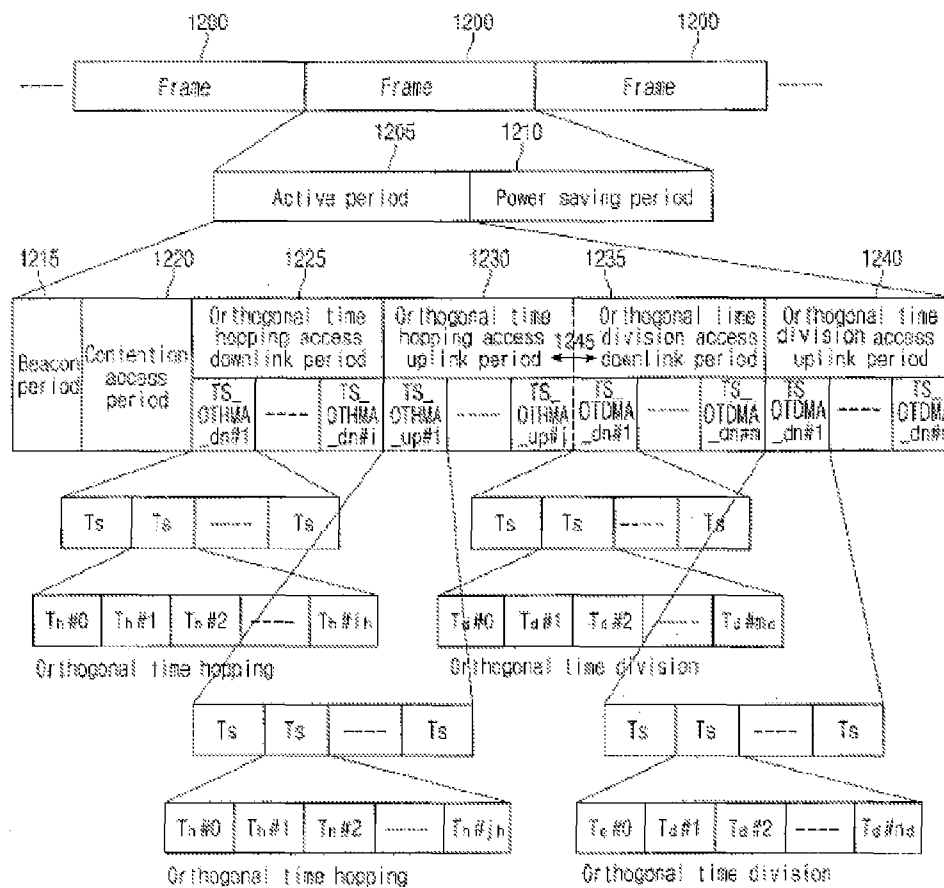 1200 1200 1200
Frame Frame Frame
1205 1210
Active period Power saving period
1215 1220 1225 1230 1235 1240
Beacon period
Contention access period
Orthogonal time hopping access downlink period
Orthogonal time hopping access uplink period
1245
Orthogonal time division access downlink period
Orthogonal time division access uplink period
TS_OTHMA_dn#1 TS_OTHMA_dn#i TS_OTHMA_up#1 TS_OTHMA_up#j TS_OTDMA_dn#1 TS_OTDMA_dn#m TS_OTDMA_dn#1 TS_OTDMA_dn#n
Ts Ts Ts Ts Ts Ts
Th#0 Th#1 Th#2 Th#ih Td#0 Td#1 Td#2 Td#md
Orthogonal time hopping Orthogonal time division
Ts Ts Ts Ts Ts Ts
Th#0 Th#1 Th#2 Th#jh Td#0 Td#1 Td#2 Td#nd
Orthogonal time hopping Orthogonal time division